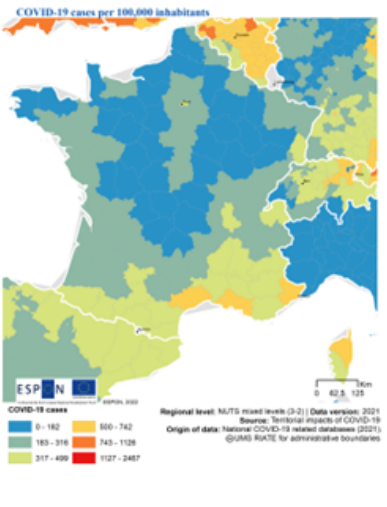 COVID-19 cases per 100,000 inhabitants
ESPON
© ESPON, 2022
Km
0 62.5 125
COVID-19 cases
0 - 162
163 - 316
317 - 499
500 - 742
743 - 1126
1127 - 2467
Regional level: NUTS mixed levels (3-2) | Data version: 2021
Source: Territorial impacts of COVID-19
Origin of data: National COVID-19 related databases (2021).
@UMS RIATE for administrative boundaries